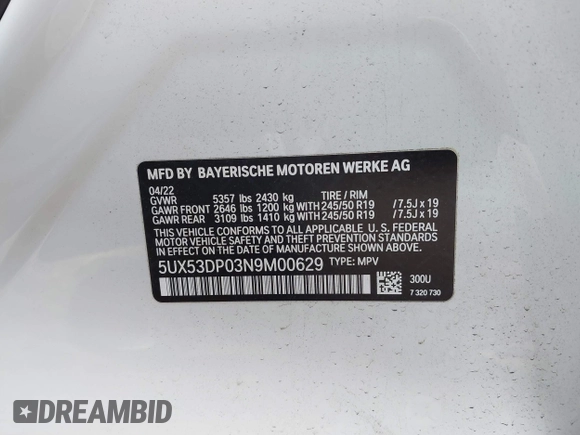 MFD BY BAYERISCHE MOTOREN WERKE AG
04/22
GVWR 5357 lbs 2430 kg TIRE / RIM
GAWR FRONT 2646 lbs 1200 kg WITH 245/50 R19 / 7.5J x 19
GAWR REAR 3109 lbs 1410 kg WITH 245/50 R19 / 7.5J x 19
THIS VEHICLE CONFORMS TO ALL APPLICABLE U.S. FEDERAL
MOTOR VEHICLE SAFETY STANDARDS IN EFFECT ON THE DATE OF
MANUFACTURE SHOWN ABOVE.
5UX53DP03N9M00629 TYPE: MPV
300U
7 320 730
DREAMBID